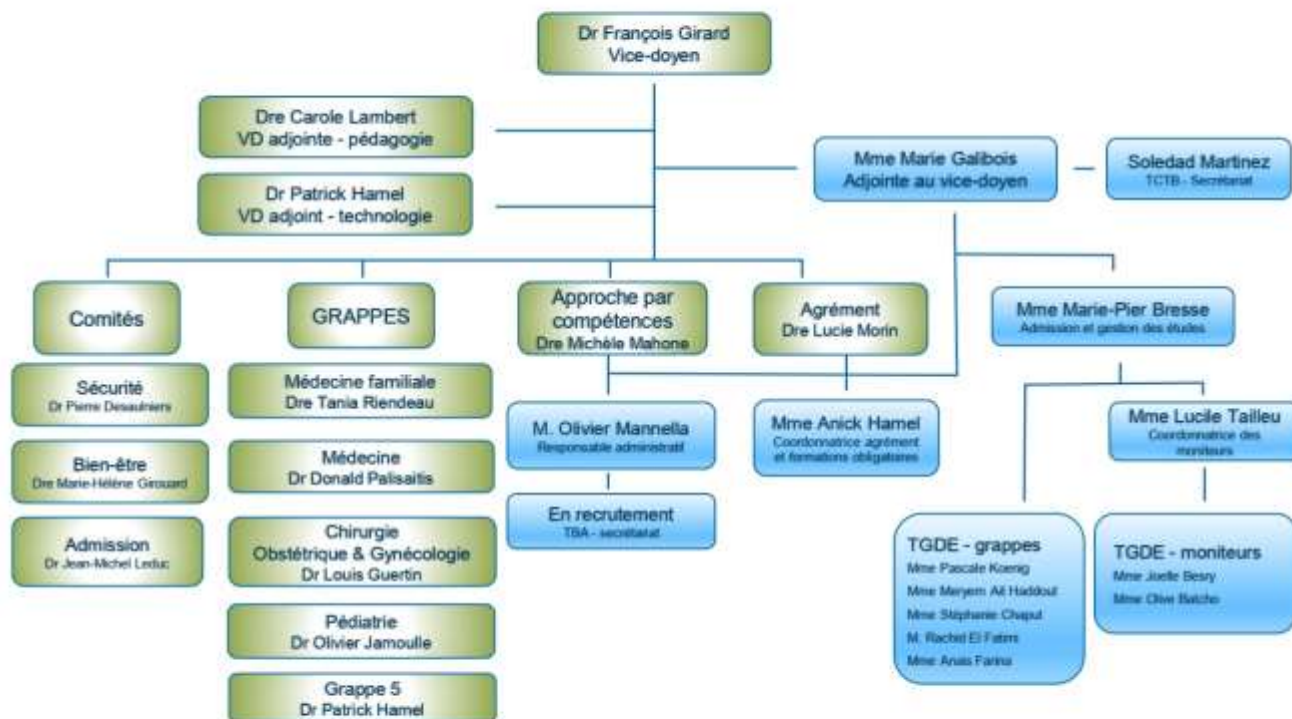 Dr François Girard
Vice-doyen
Dre Carole Lambert
VD adjointe - pédagogie
Dr Patrick Hamel
VD adjoint - technologie
Mme Marie Galibois
Adjointe au vice-doyen
Soledad Martinez
TCTB - Secrétariat
Comités
GRAPPES
Approche par
compétences
Dre Michèle Mahone
Agrément
Dre Lucie Morin
Mme Marie-Pier Bresse
Admission et gestion des études
Sécurité
Dr Pierre Desaulniers
Bien-être
Dre Marie-Hélène Girouard
Admission
Dr Jean-Michel Leduc
Médecine familiale
Dre Tania Riendeau
Médecine
Dr Donald Palisaitis
Chirurgie
Obstétrique & Gynécologie
Dr Louis Guertin
Pédiatrie
Dr Olivier Jamoulle
Grappe 5
Dr Patrick Hamel
M. Olivier Mannella
Responsable administratif
En recrutement
TBA - secrétariat
Mme Anick Hamel
Coordonnatrice agrément
et formations obligatoires
Mme Lucile Tailleu
Coordonnatrice des
moniteurs
TGDE - grappes
Mme Pascale Koenig
Mme Meryem Ait Haddout
Mme Stéphanie Chaput
M. Rachid El Fatimi
Mme Anais Farina
TGDE - moniteurs
Mme Joelle Besry
Mme Olive Batcho